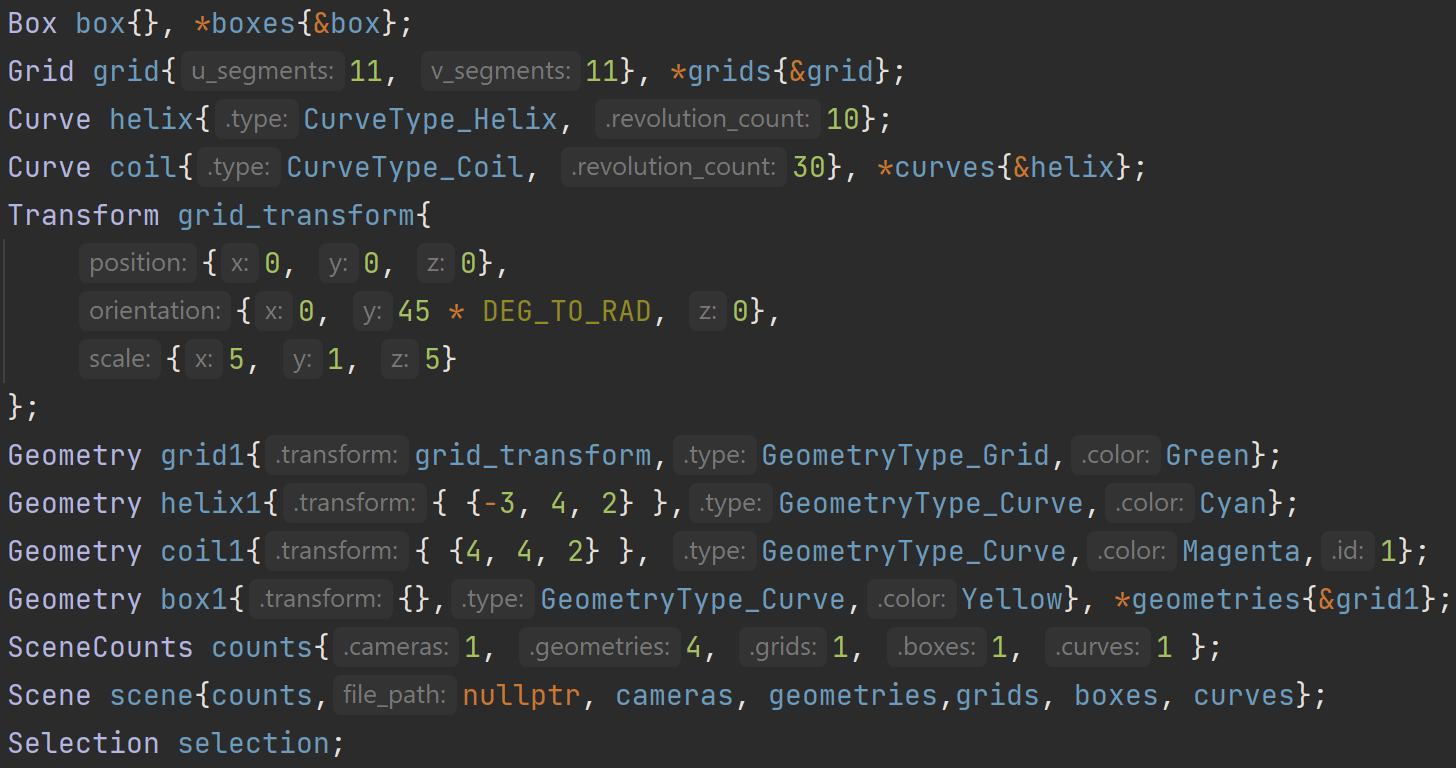 Box box{}, *boxes{&box};
Grid grid{ u_segments: 11, v_segments: 11}, *grids{&grid};
Curve helix{ .type: CurveType_Helix, .revolution_count: 10};
Curve coil{ .type: CurveType_Coil, .revolution_count: 30}, *curves{&helix};
Transform grid_transform{
position: { x: 0, y: 0, z: 0},
orientation: { x: 0, y: 45 * DEG_TO_RAD, z: 0},
scale: { x: 5, y: 1, z: 5}
};
Geometry grid1{ .transform: grid_transform, .type: GeometryType_Grid, .color: Green};
Geometry helix1{ .transform: { {-3, 4, 2} }, .type: GeometryType_Curve, .color: Cyan};
Geometry coil1{ .transform: { {4, 4, 2} }, .type: GeometryType_Curve, .color: Magenta, .id: 1};
Geometry box1{ .transform: {}, .type: GeometryType_Curve, .color: Yellow}, *geometries{&grid1};
SceneCounts counts{ .cameras: 1, .geometries: 4, .grids: 1, .boxes: 1, .curves: 1 };
Scene scene{counts, file_path: nullptr, cameras, geometries,grids, boxes, curves};
Selection selection;